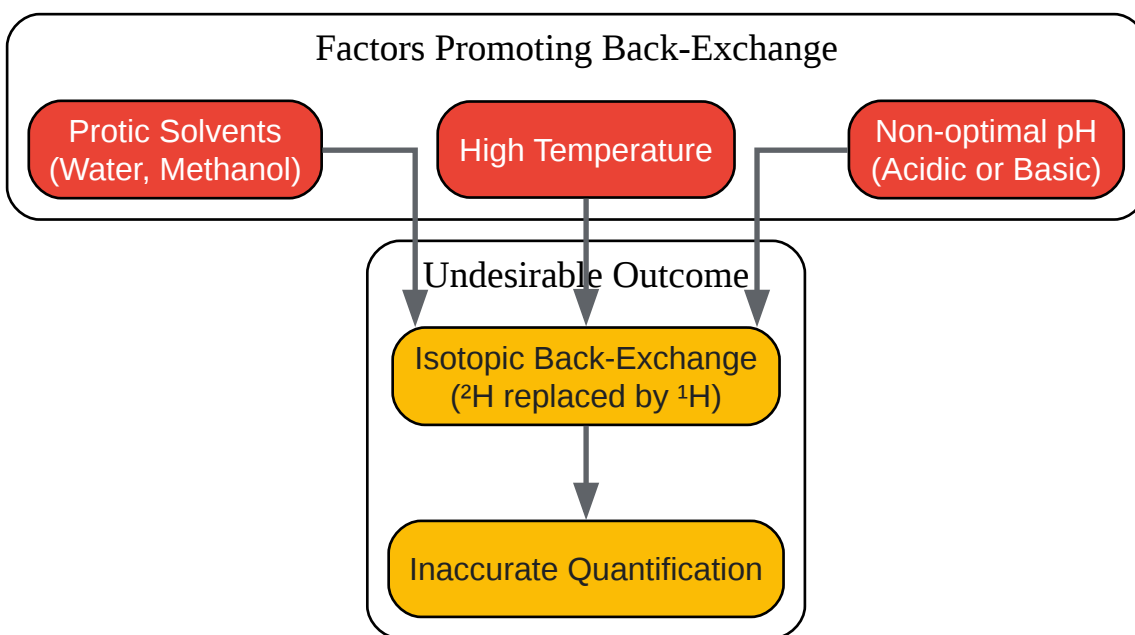 Factors Promoting Back-Exchange
Protic Solvents
(Water, Methanol)
High Temperature
Non-optimal pH
(Acidic or Basic)
Undesirable Outcome
Isotopic Back-Exchange
(²H replaced by ¹H)
Inaccurate Quantification